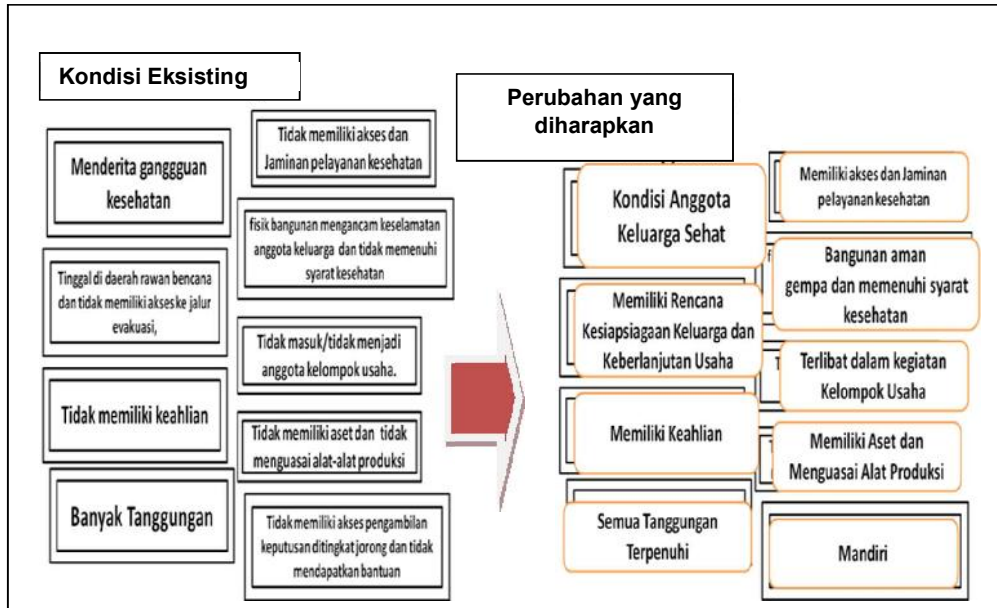 Kondisi Eksisting
Menderita ganggguan
kesehatan
Tinggal di daerah rawan bencana
dan tidak memiliki akses ke jalur
evakuasi,
Tidak memiliki keahlian
Banyak Tanggungan
Tidak memiliki akses dan
Jaminan pelayanan kesehatan
fisik bangunan mengancam keselamatan
anggota keluarga dan tidak memenuhi
syarat kesehatan
Tidak masuk/tidak menjadi
anggota kelompok usaha.
Tidak memiliki aset dan tidak
menguasai alat-alat produksi
Tidak memiliki akses pengambilan
keputusan ditingkat jorong dan tidak
mendapatkan bantuan
Perubahan yang
diharapkan
Kondisi Anggota
Keluarga Sehat
Memiliki Rencana
Kesiapsiagaan Keluarga dan
Keberlanjutan Usaha
Memiliki Keahlian
Semua Tanggungan
Terpenuhi
Memiliki akses dan Jaminan
pelayanan kesehatan
Bangunan aman
gempa dan memenuhi syarat
kesehatan
Terlibat dalam kegiatan
Kelompok Usaha
Memiliki Aset dan
Menguasai Alat Produksi
Mandiri